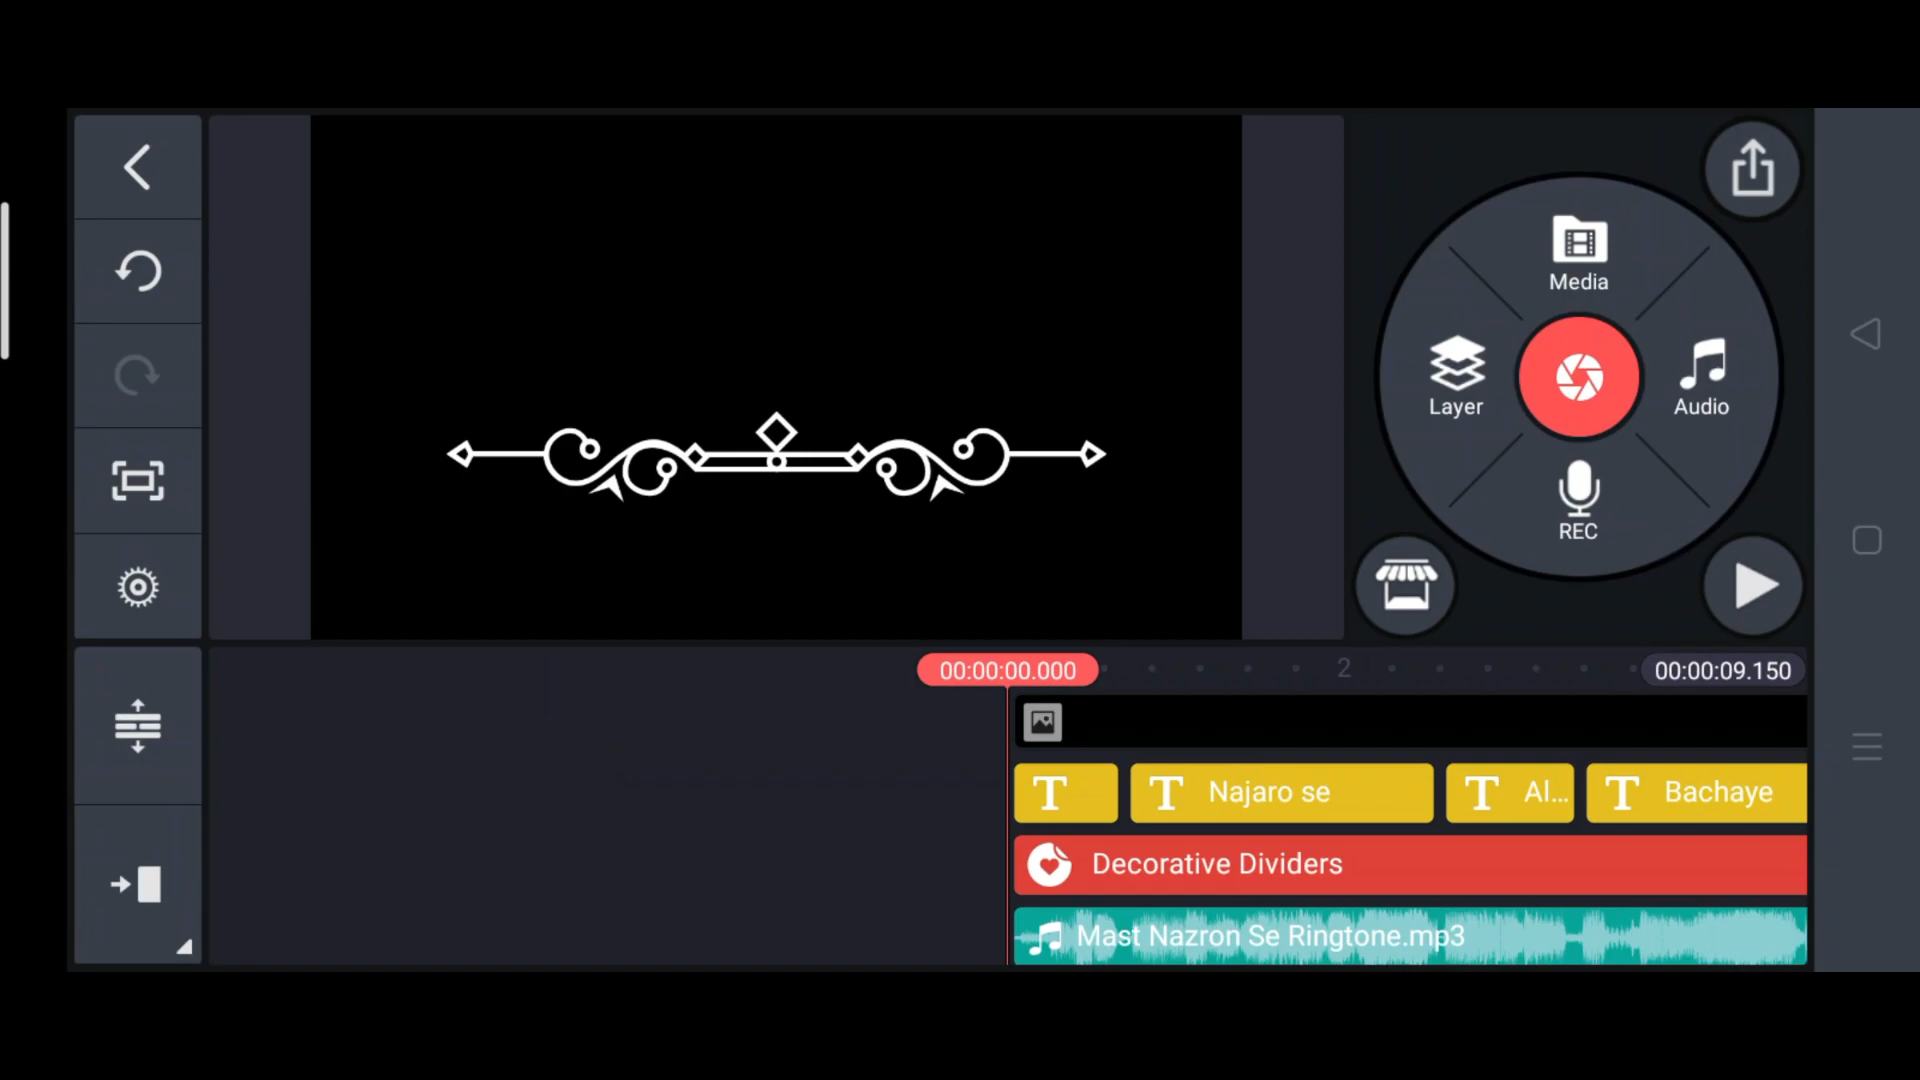 Media
Layer
Audio
REC
00:00:00.000
2
00:00:09.150
T
T Najaro se
T Al...
T Bachaye
Decorative Dividers
Mast Nazron Se Ringtone.mp3